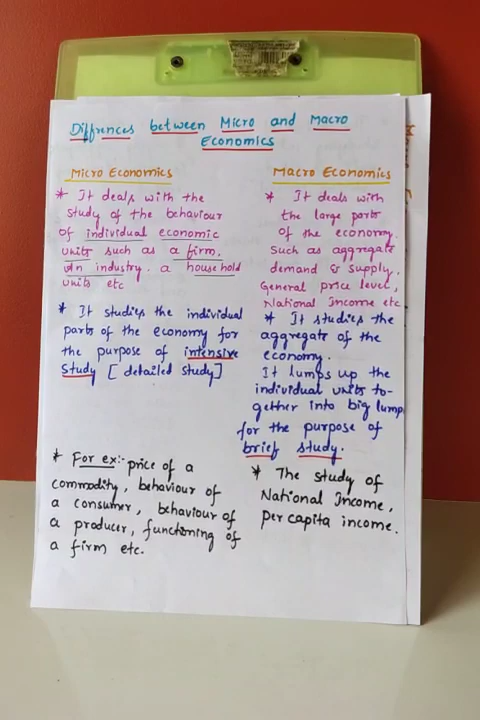 Diffrences between Micro and Macro
Economics
Micro Economics
* It deals with the
study of the behaviour
of individual economic
units such as a firm,
An industry. a household
units etc
* It studies the individual
parts of the economy for
the purpose of intensive
study [detailed study]
* For ex:- price of a
commodity, behaviour of
a consumer, behaviour of
a producer, functioning of
a firm etc.
Macro Economics
* It deals with
the large parts
of the economy.
Such as aggregate
demand & supply,
General price level,
National Income etc
* It studies the
aggregate of the
economy.
It lumps up the
individual units to-
gether into big lump
for the purpose of
brief study.
* The study of
National Income,
per capita income.